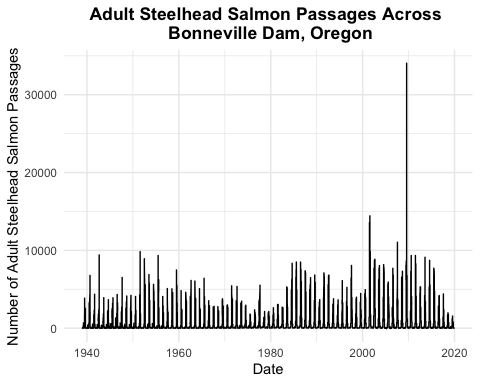 Adult Steelhead Salmon Passages Across
Bonneville Dam, Oregon
Number of Adult Steelhead Salmon Passages
30000
20000
10000
0
1940
1960
1980
2000
2020
Date